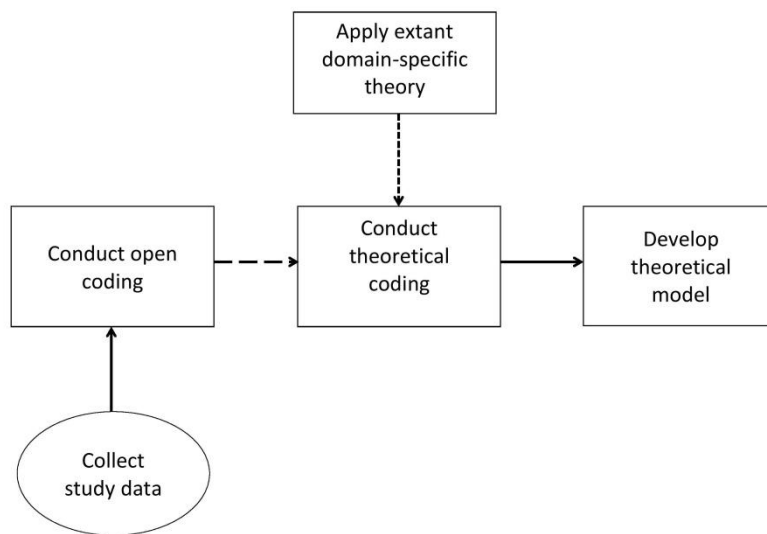 Apply extant
domain-specific
theory
Conduct open
coding
Conduct
theoretical
coding
Develop
theoretical
model
Collect
study data